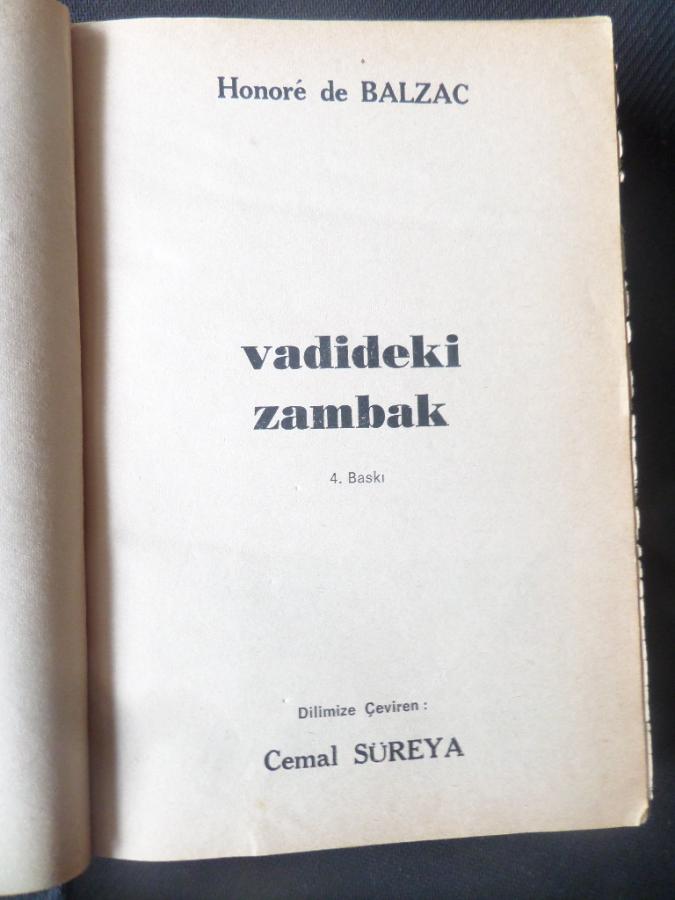 Honoré de BALZAC
vadideki
zambak
4. Baskı
Dilimize Çeviren :
Cemal SÜREYA